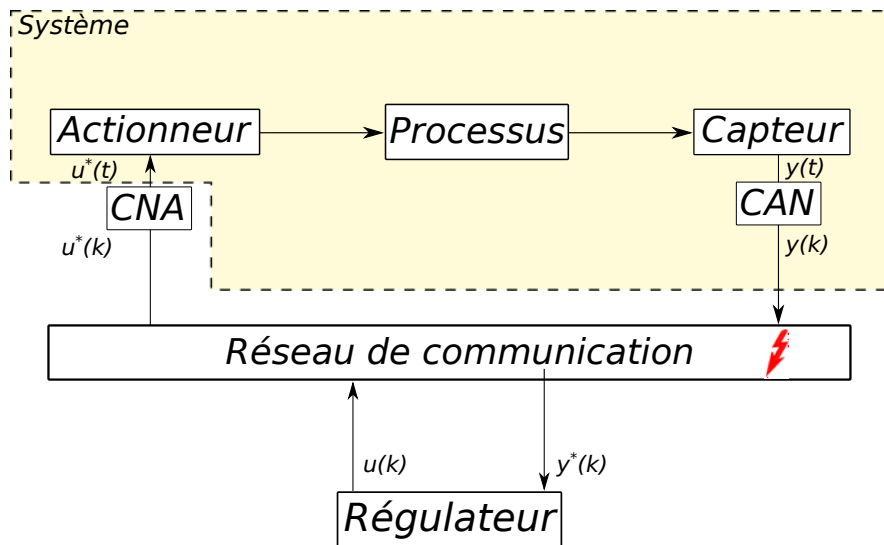 Système
Actionneur
Processus
Capteur
u*(t)
y(t)
CNA
CAN
u*(k)
y(k)
Réseau de communication
u(k)
y*(k)
Régulateur